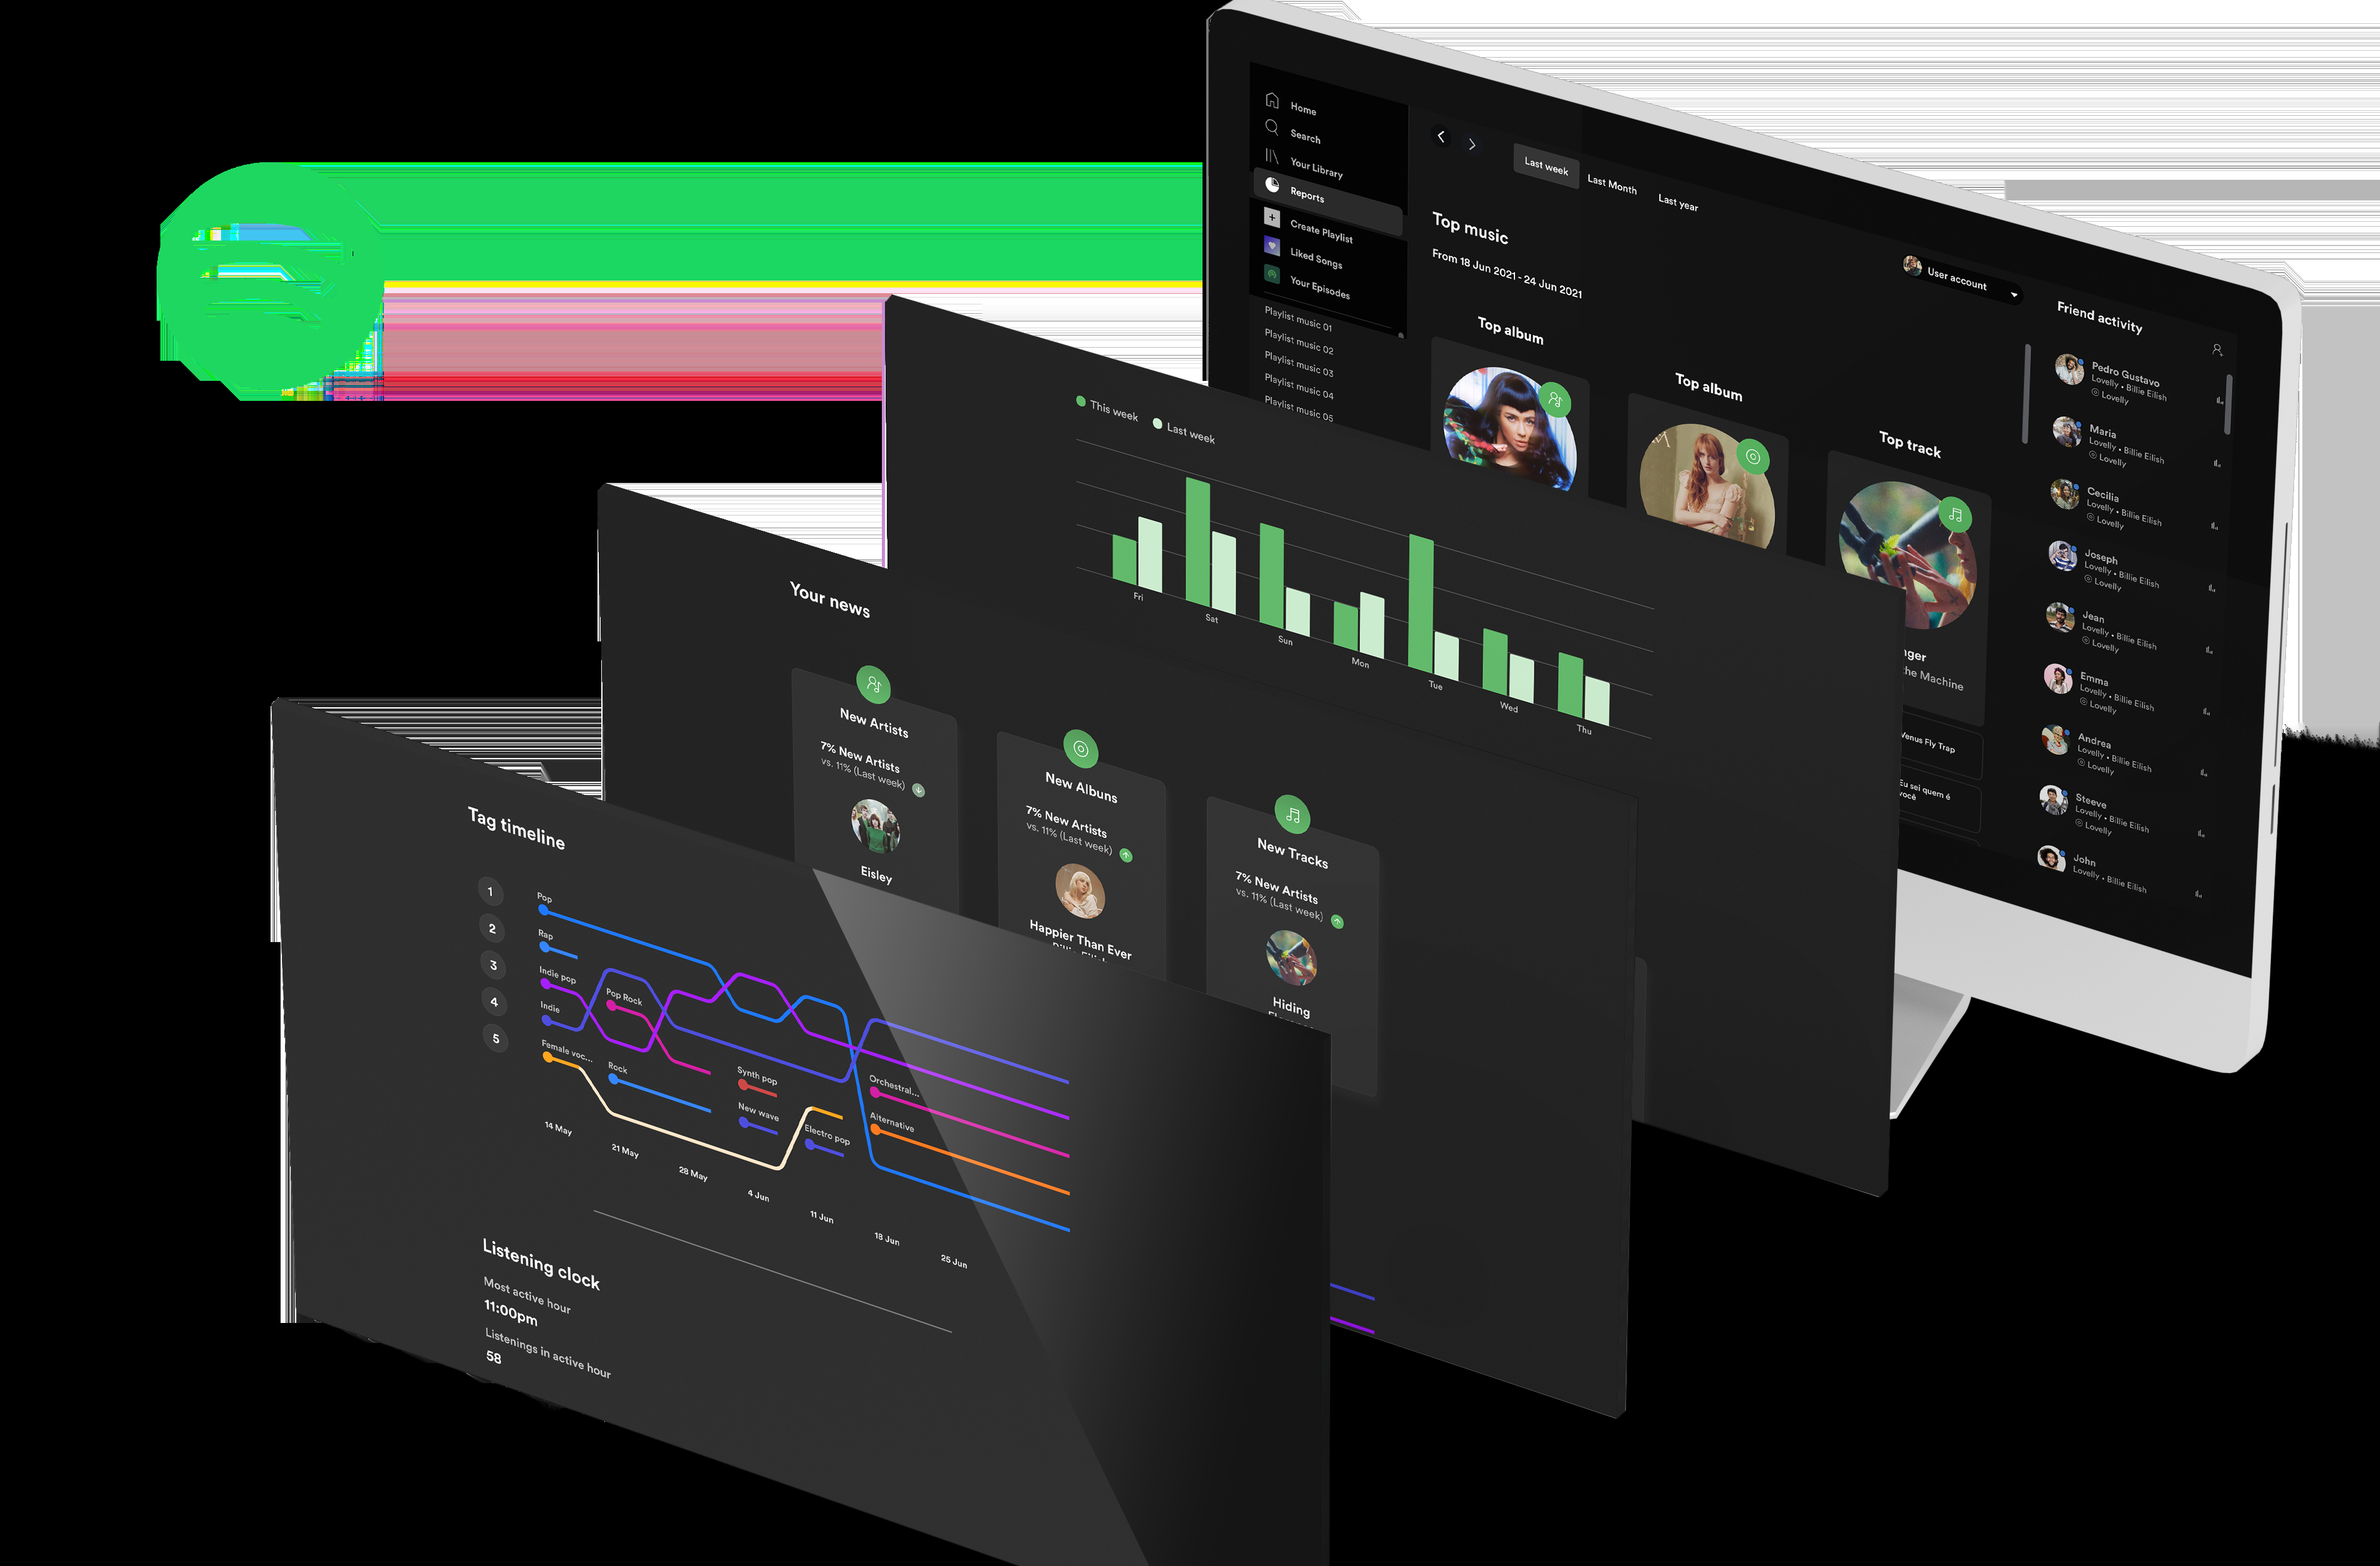 Home
Search
Your Library
Reports
Create Playlist
Liked Songs
Your Episodes
Playlist music 01
Playlist music 02
Playlist music 03
Playlist music 04
Playlist music 05
Last week
Last Month
Last year
Top music
From 18 Jun 2021 - 24 Jun 2021
User account
Top album
Top album
Top track
the Machine
Venus Fly Trap
Eu sei quem é
você
Friend activity
Pedro Gustavo
Lovelly • Billie Eilish
Lovelly
Maria
Lovelly • Billie Eilish
Lovelly
Cecilia
Lovelly • Billie Eilish
Lovelly
Joseph
Lovelly • Billie Eilish
Lovelly
Jean
Lovelly • Billie Eilish
Lovelly
Emma
Lovelly • Billie Eilish
Lovelly
Andrea
Lovelly • Billie Eilish
Lovelly
Steeve
Lovelly • Billie Eilish
Lovelly
John
Lovelly • Billie Eilish
This week
Last week
Fri
Sat
Sun
Mon
Tue
Wed
Thu
Your news
New Artists
7% New Artists
vs. 11% (Last week)
Eisley
New Albuns
7% New Artists
vs. 11% (Last week)
Happier Than Ever
New Tracks
7% New Artists
vs. 11% (Last week)
Hiding
Tag timeline
1
2
3
4
5
Pop
Rap
Indie pop
Indie
Female voc...
Pop Rock
Rock
Synth pop
New wave
Electro pop
Orchestral...
Alternative
14 May
21 May
28 May
4 Jun
11 Jun
18 Jun
25 Jun
Listening clock
Most active hour
11:00pm
Listenings in active hour
58